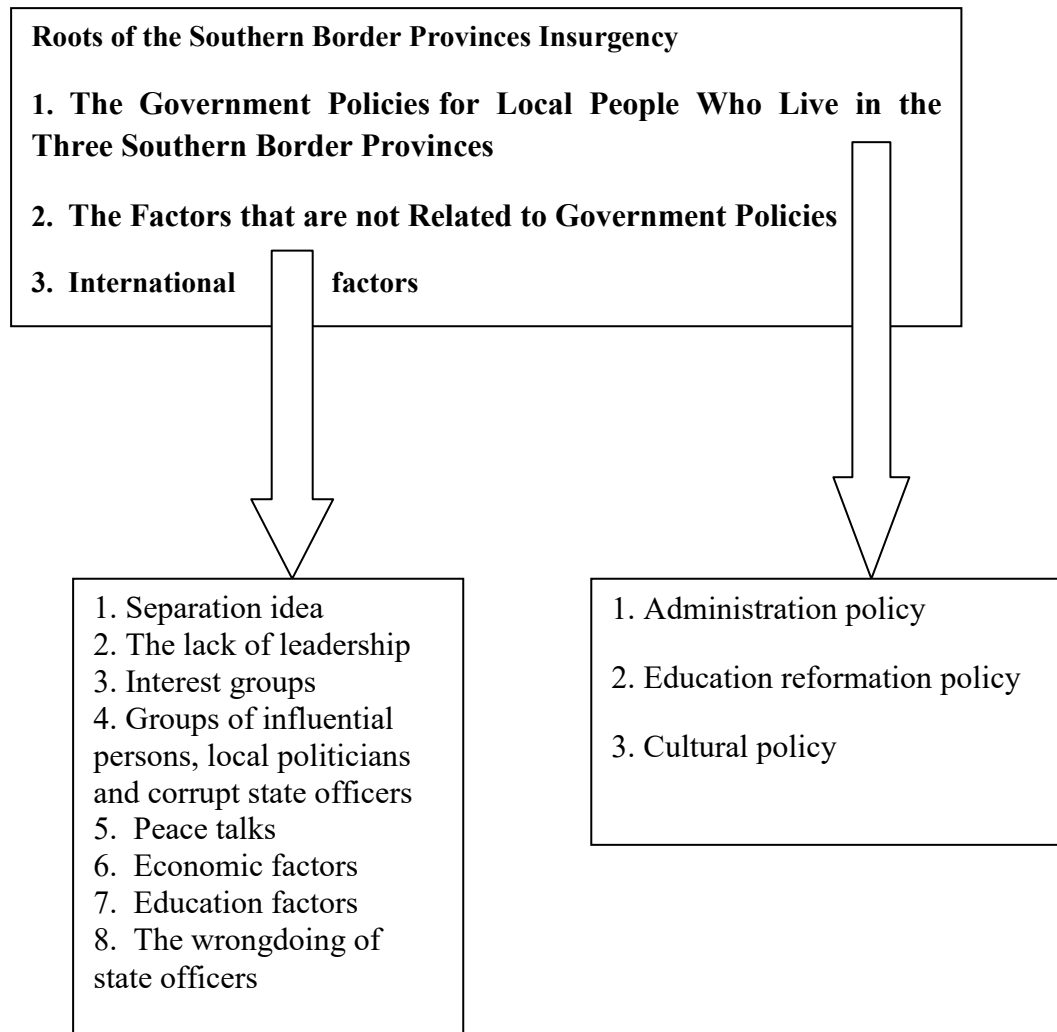 Roots of the Southern Border Provinces Insurgency
1. The Government Policies for Local People Who Live in the
Three Southern Border Provinces
2. The Factors that are not Related to Government Policies
3. International factors
1. Separation idea
2. The lack of leadership
3. Interest groups
4. Groups of influential
persons, local politicians
and corrupt state officers
5. Peace talks
6. Economic factors
7. Education factors
8. The wrongdoing of
state officers
1. Administration policy
2. Education reformation policy
3. Cultural policy